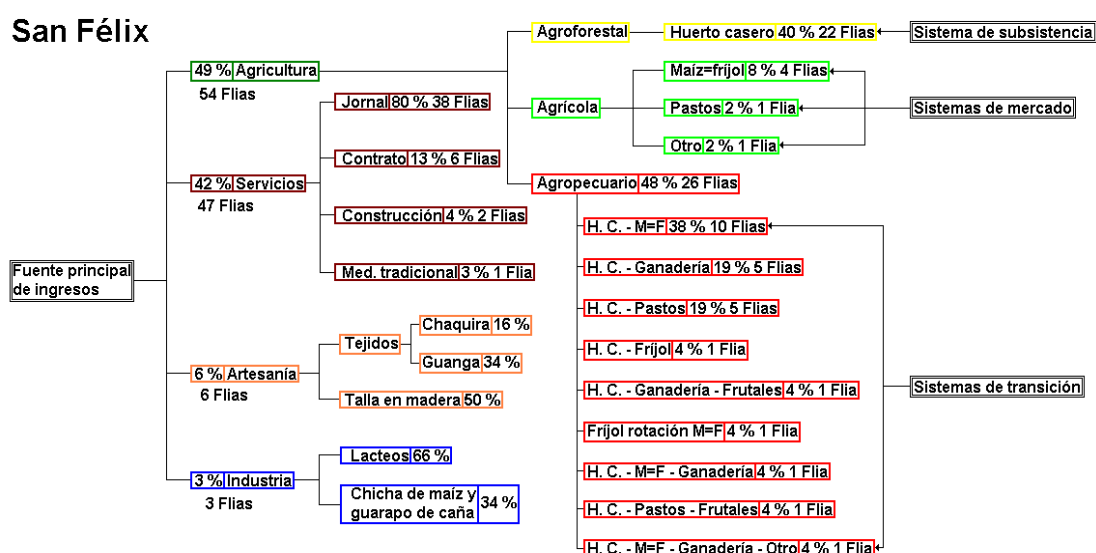 San Félix
Fuente principal
de ingresos
49 % Agricultura
54 Flias
42 % Servicios
47 Flias
6 % Artesanía
6 Flias
3 % Industria
3 Flias
Jornal 80 % 38 Flias
Contrato 13 % 6 Flias
Construcción 4 % 2 Flias
Med. tradicional 3 % 1 Flia
Tejidos
Chaquira 16 %
Guanga 34 %
Talla en madera 50 %
Lacteos 66 %
Chicha de maíz y
guarapo de caña 34 %
Agroforestal
Huerto casero 40 % 22 Flias
Sistema de subsistencia
Agrícola
Maíz=fríjol 8 % 4 Flias
Pastos 2 % 1 Flia
Otro 2 % 1 Flia
Sistemas de mercado
Agropecuario 48 % 26 Flias
H. C. - M=F 38 % 10 Flias
H. C. - Ganadería 19 % 5 Flias
H. C. - Pastos 19 % 5 Flias
H. C. - Fríjol 4 % 1 Flia
H. C. - Ganadería - Frutales 4 % 1 Flia
Fríjol rotación M=F 4 % 1 Flia
H. C. - M=F - Ganadería 4 % 1 Flia
H. C. - Pastos - Frutales 4 % 1 Flia
H. C. - M=F - Ganadería - Otro 4 % 1 Flia
Sistemas de transición